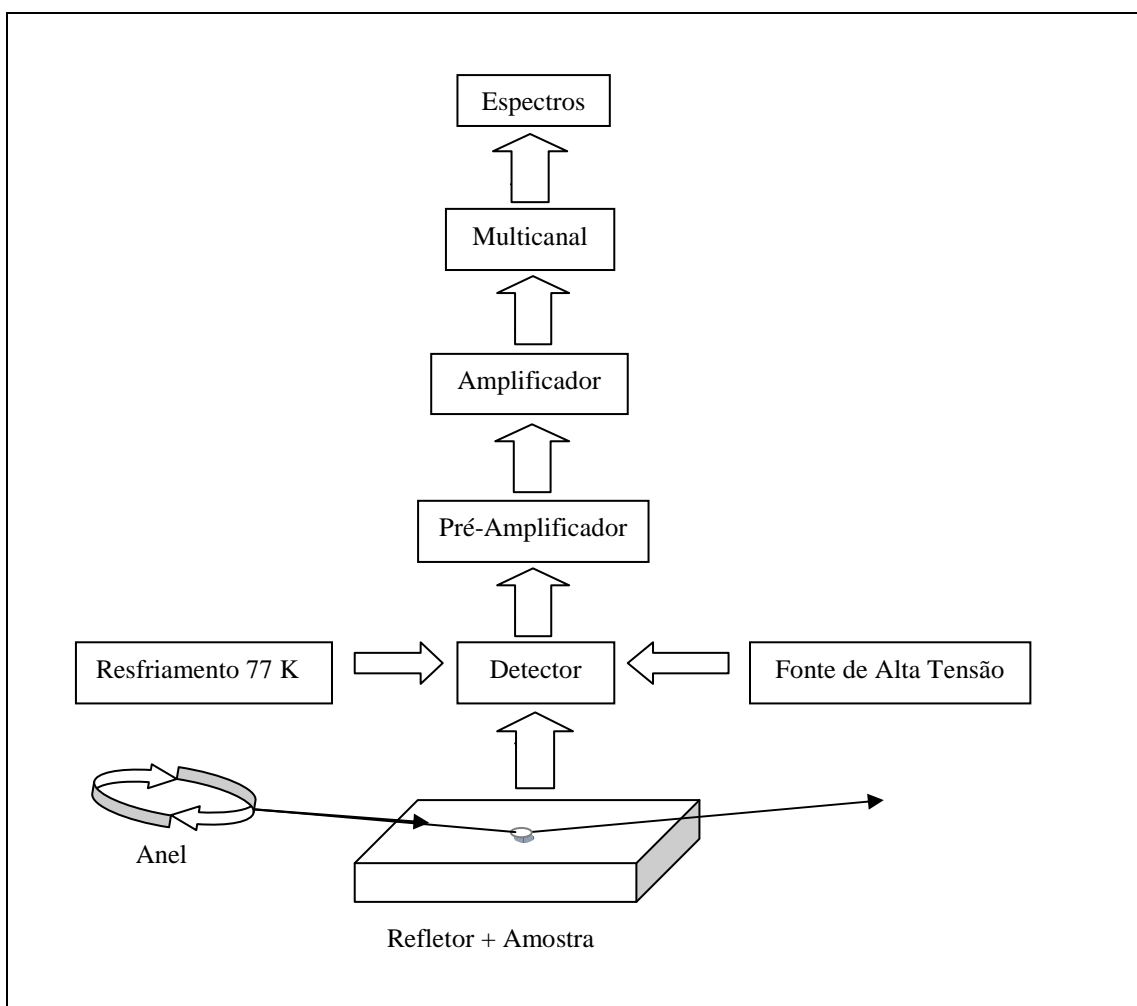 Espectros
Multicanal
Amplificador
Pré-Amplificador
Resfriamento 77 K
Detector
Fonte de Alta Tensão
Anel
Refletor + Amostra